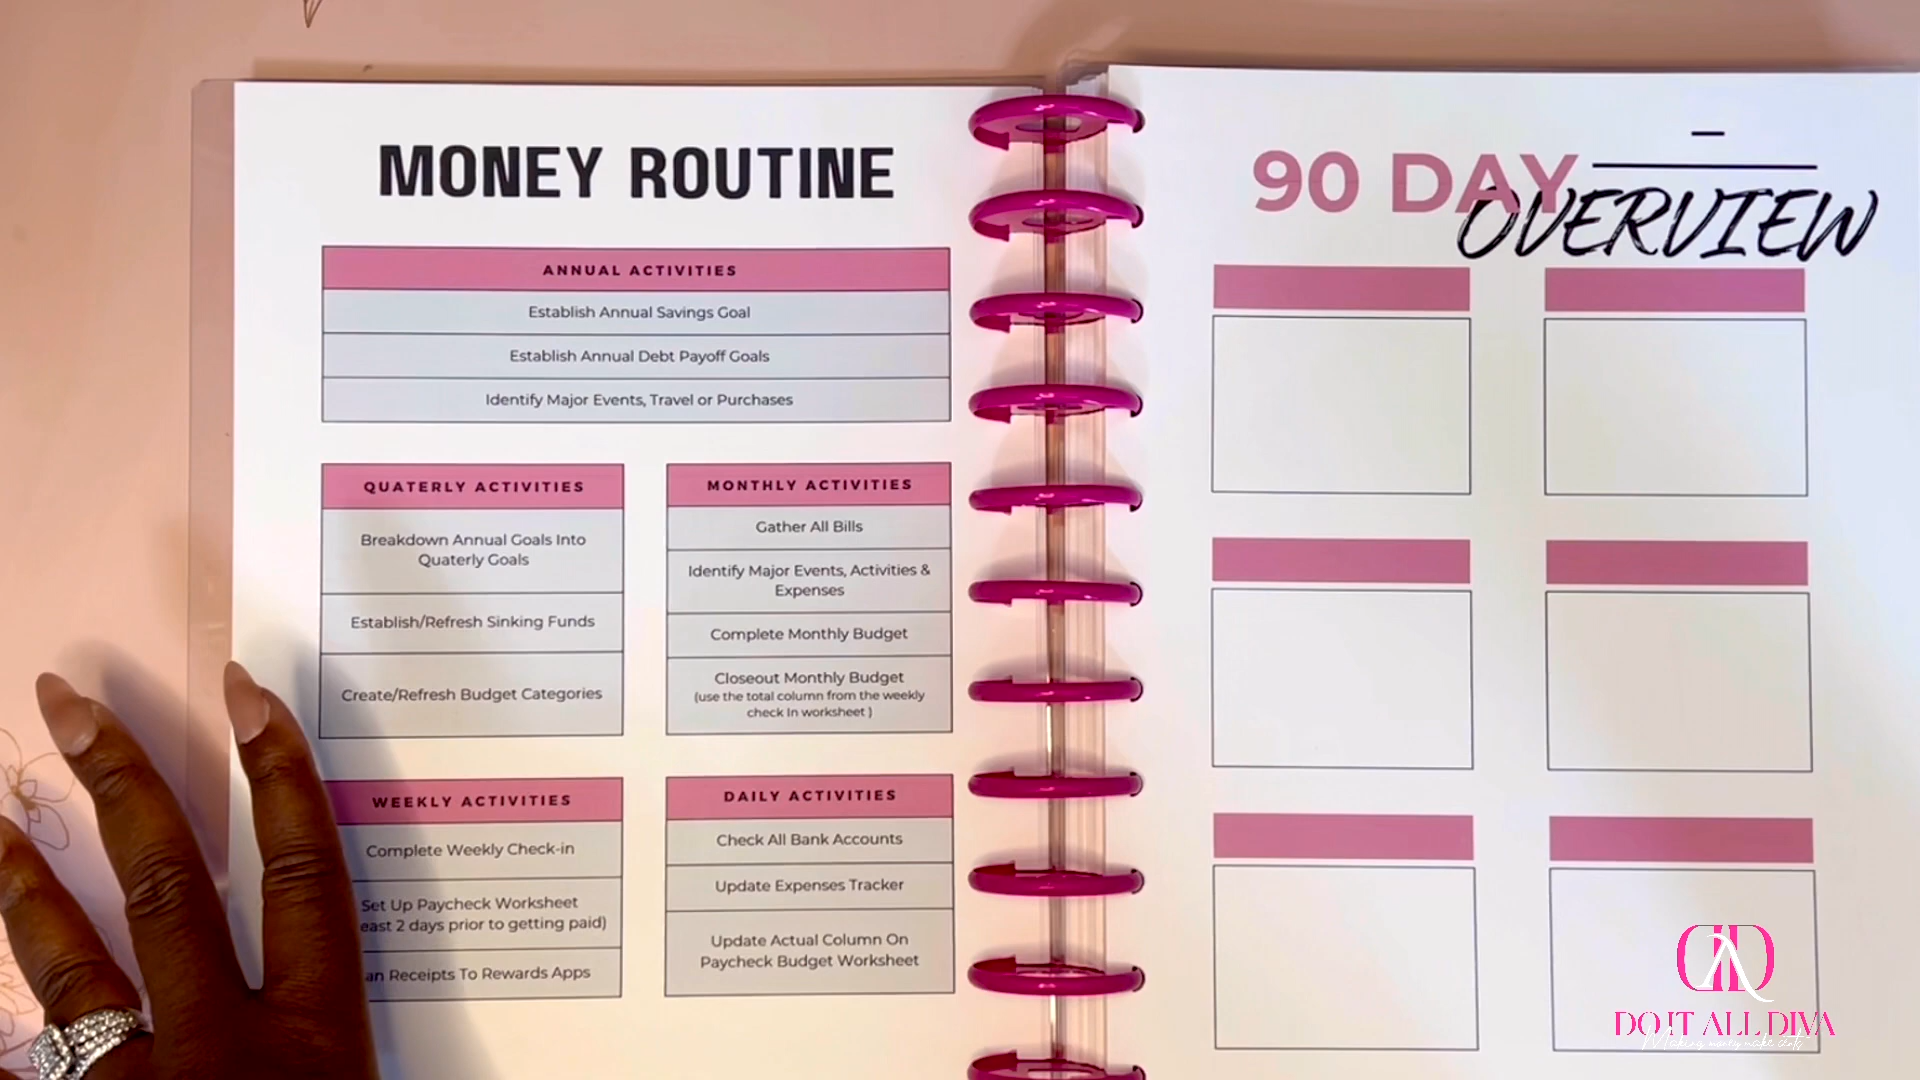 MONEY ROUTINE
ANNUAL ACTIVITIES
Establish Annual Savings Goal
Establish Annual Debt Payoff Goals
Identify Major Events, Travel or Purchases
QUATERLY ACTIVITIES
Breakdown Annual Goals Into
Quaterly Goals
Establish/Refresh Sinking Funds
Create/Refresh Budget Categories
MONTHLY ACTIVITIES
Gather All Bills
Identify Major Events, Activities &
Expenses
Complete Monthly Budget
Closeout Monthly Budget
(use the total column from the weekly
check In worksheet )
WEEKLY ACTIVITIES
Complete Weekly Check-in
Set Up Paycheck Worksheet
east 2 days prior to getting paid)
an Receipts To Rewards Apps
DAILY ACTIVITIES
Check All Bank Accounts
Update Expenses Tracker
Update Actual Column On
Paycheck Budget Worksheet
90 DAY
OVERVIEW
DO IT ALL DIVA
Making money make cents